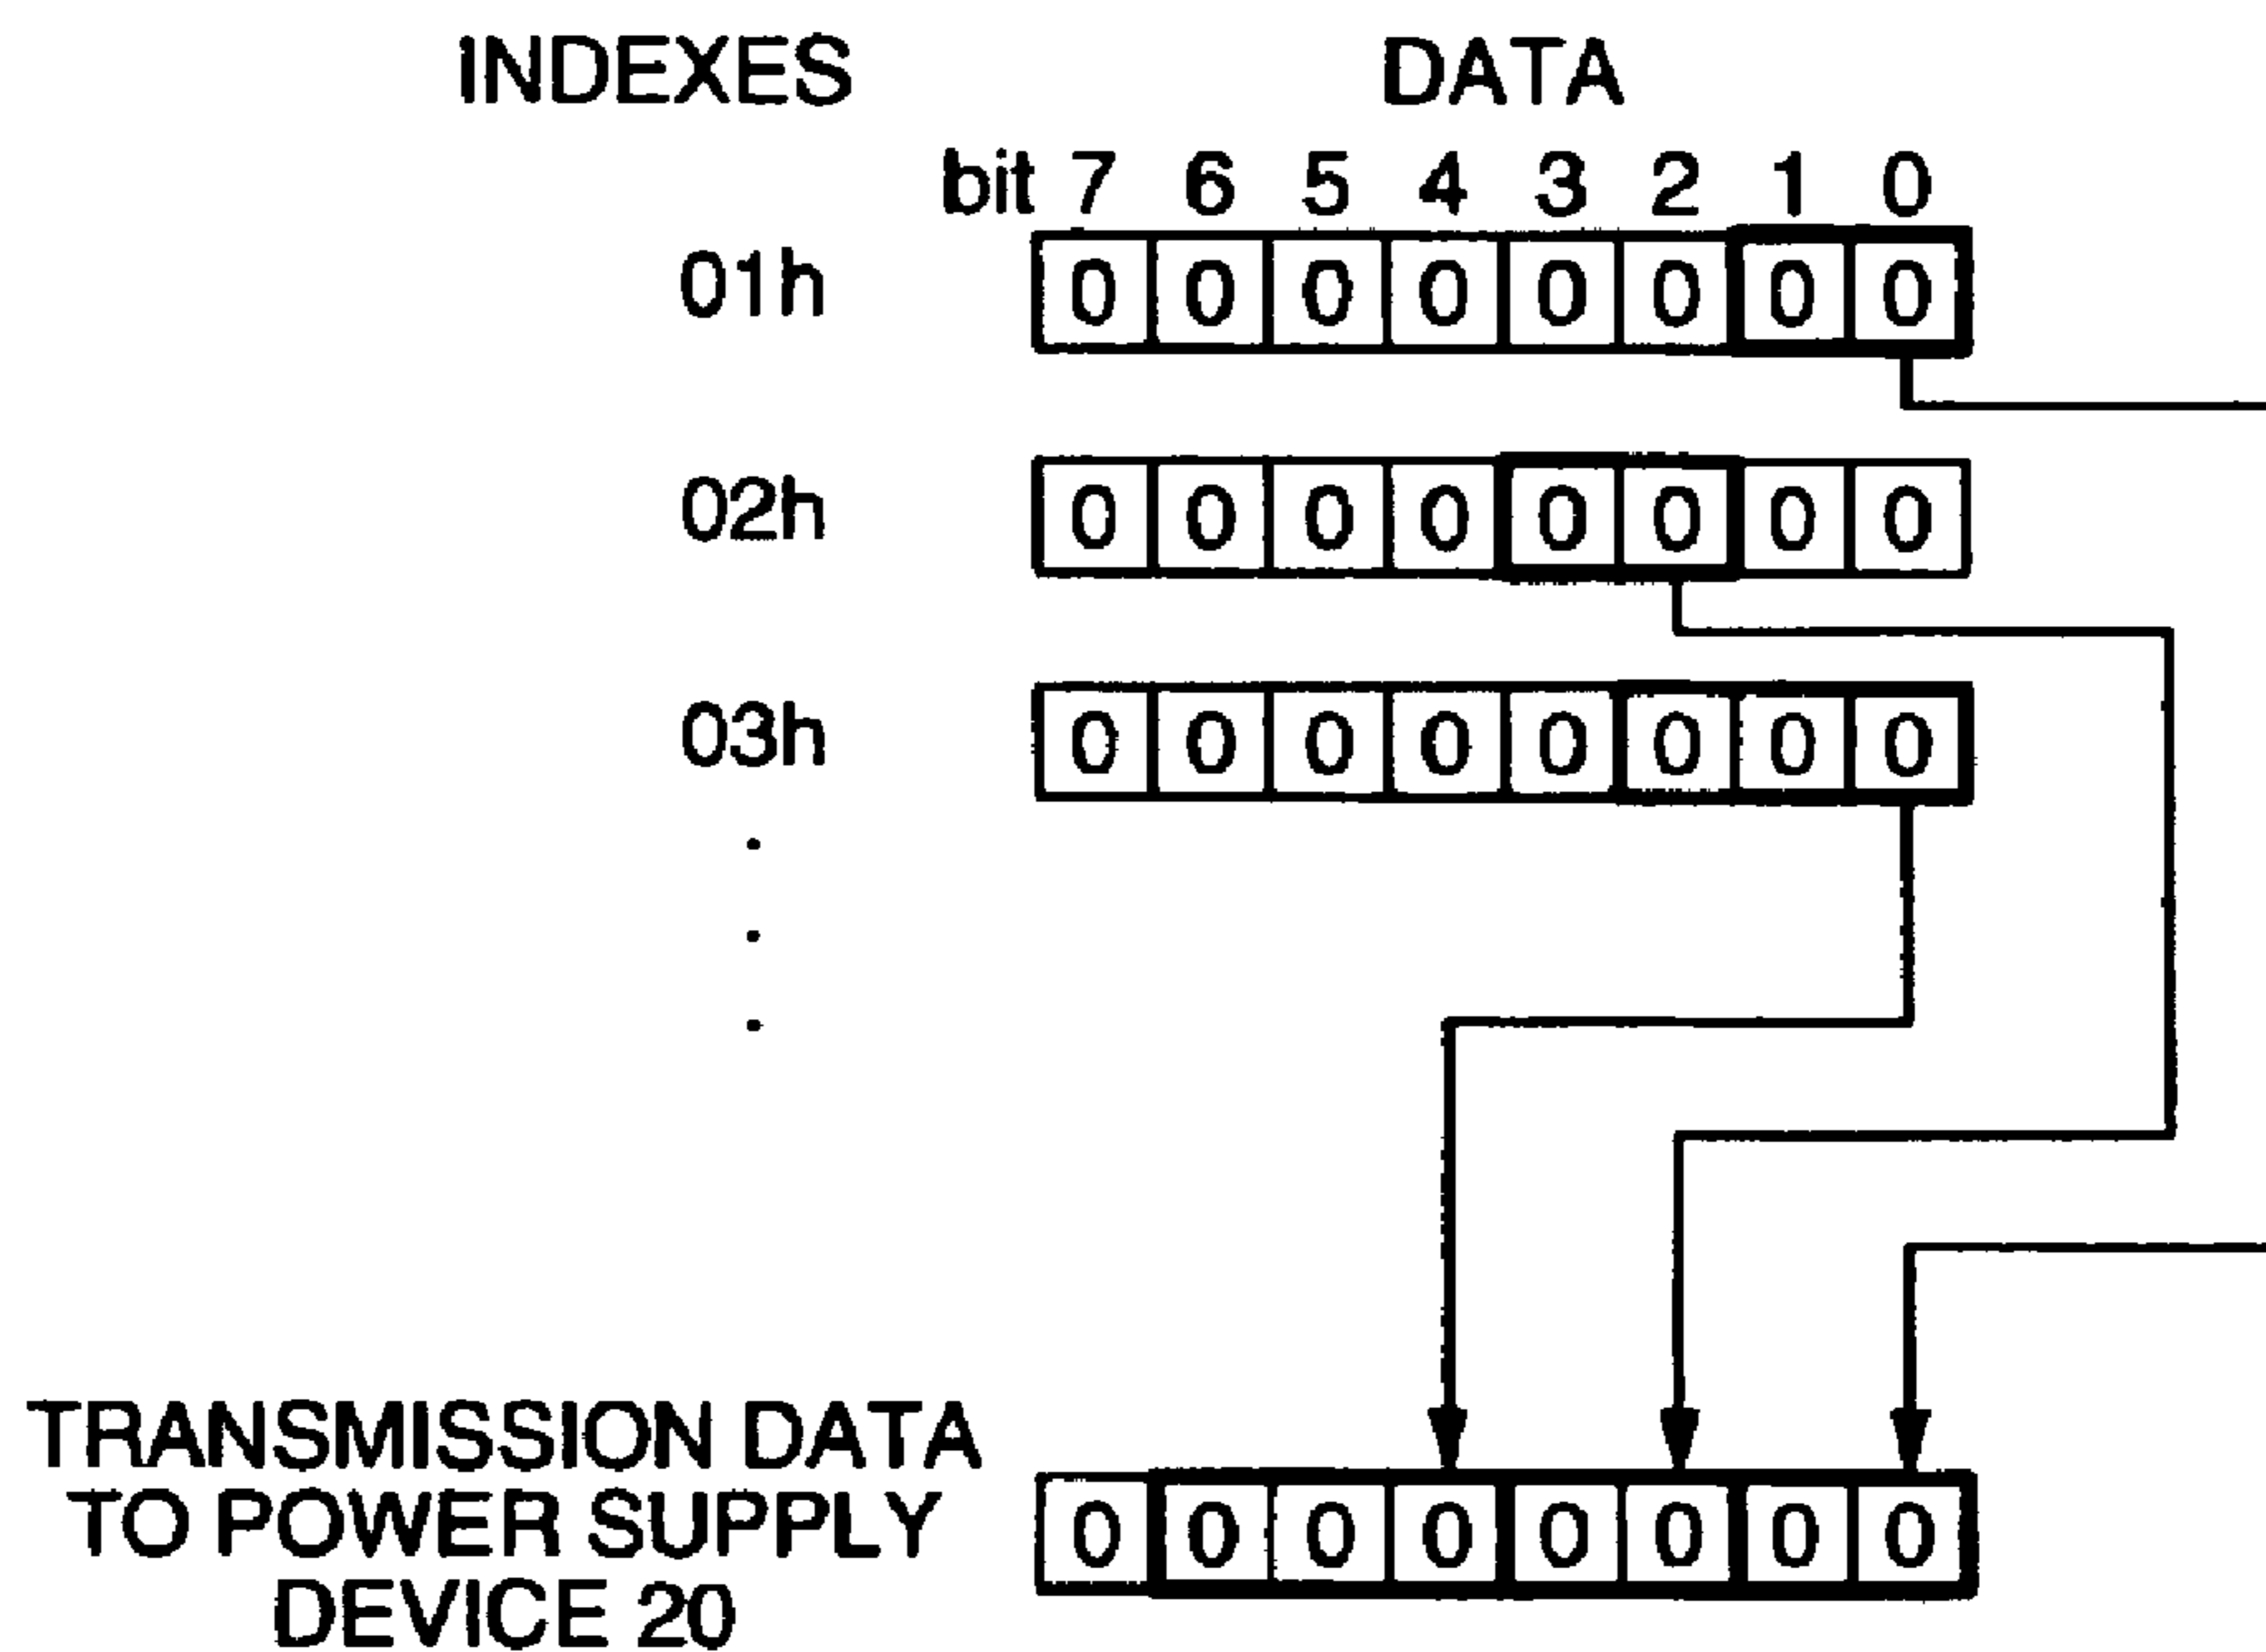 INDEXES DATA
bit 7 6 5 4 3 2 1 0
01h 0 0 0 0 0 0 0 0
02h 0 0 0 0 0 0 0 0
03h 0 0 0 0 0 0 0 0
.
.
.
TRANSMISSION DATA
TO POWER SUPPLY 0 0 0 0 0 0 0 0
DEVICE 20